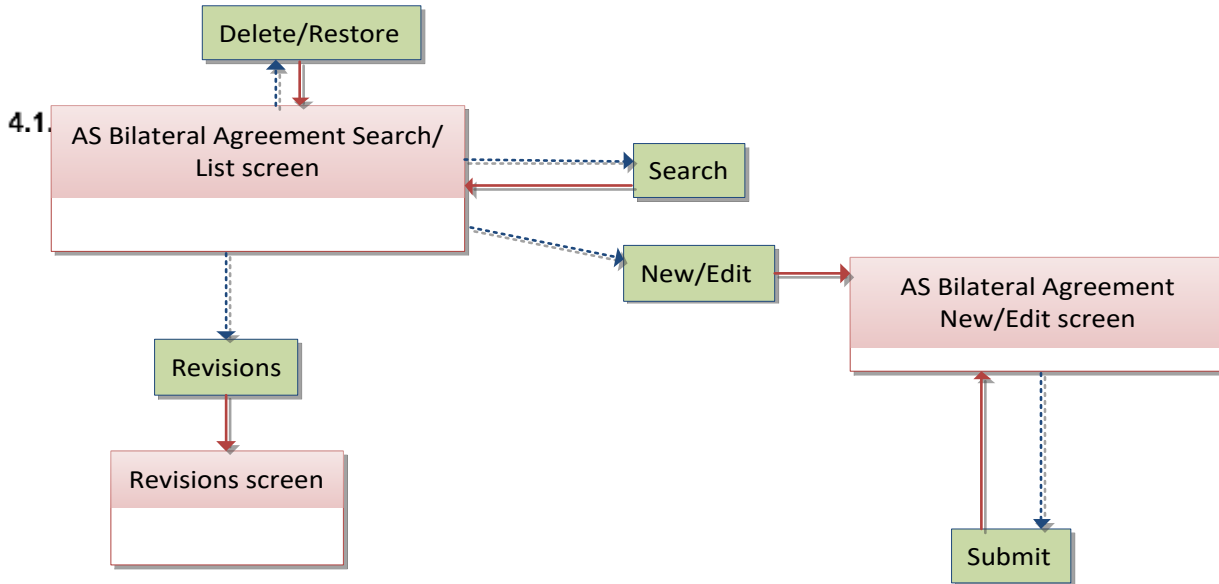 Delete/Restore
4.1.
AS Bilateral Agreement Search/
List screen
Search
New/Edit
AS Bilateral Agreement
New/Edit screen
Revisions
Revisions screen
Submit